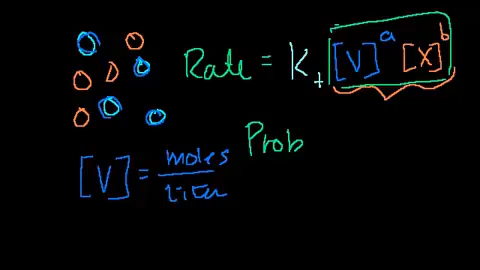 Rate = K+ [V]^a [X]^b
Prob
[V] = moles / liter